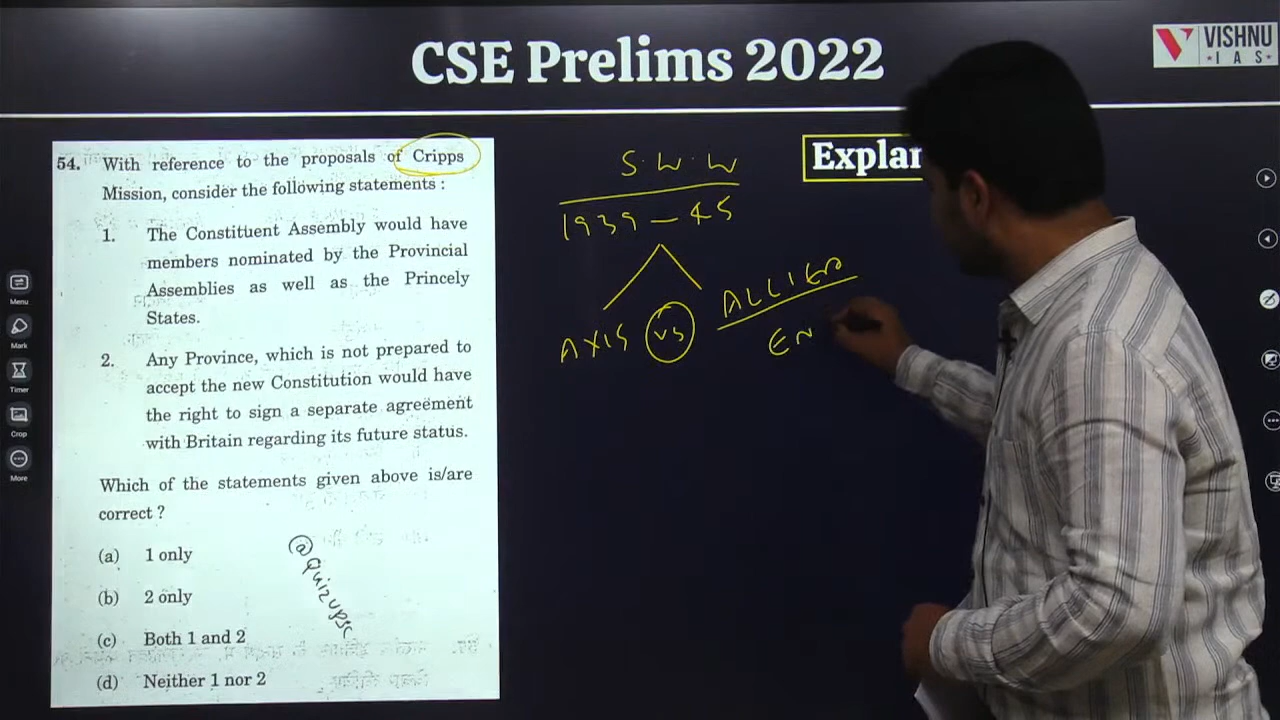 CSE Prelims 2022
VISHNU
IAS
54. With reference to the proposals of Cripps
Mission, consider the following statements :
1. The Constituent Assembly would have
members nominated by the Provincial
Assemblies as well as the Princely
States.
2. Any Province, which is not prepared to
accept the new Constitution would have
the right to sign a separate agreement
with Britain regarding its future status.
Which of the statements given above is/are
correct ?
(a) 1 only
(b) 2 only
(c) Both 1 and 2
(d) Neither 1 nor 2
@quizupsc
S.W.W
1939 - 45
AXIS vs ALLIED
EN
Explan
Menu
Mark
Timer
Crop
More